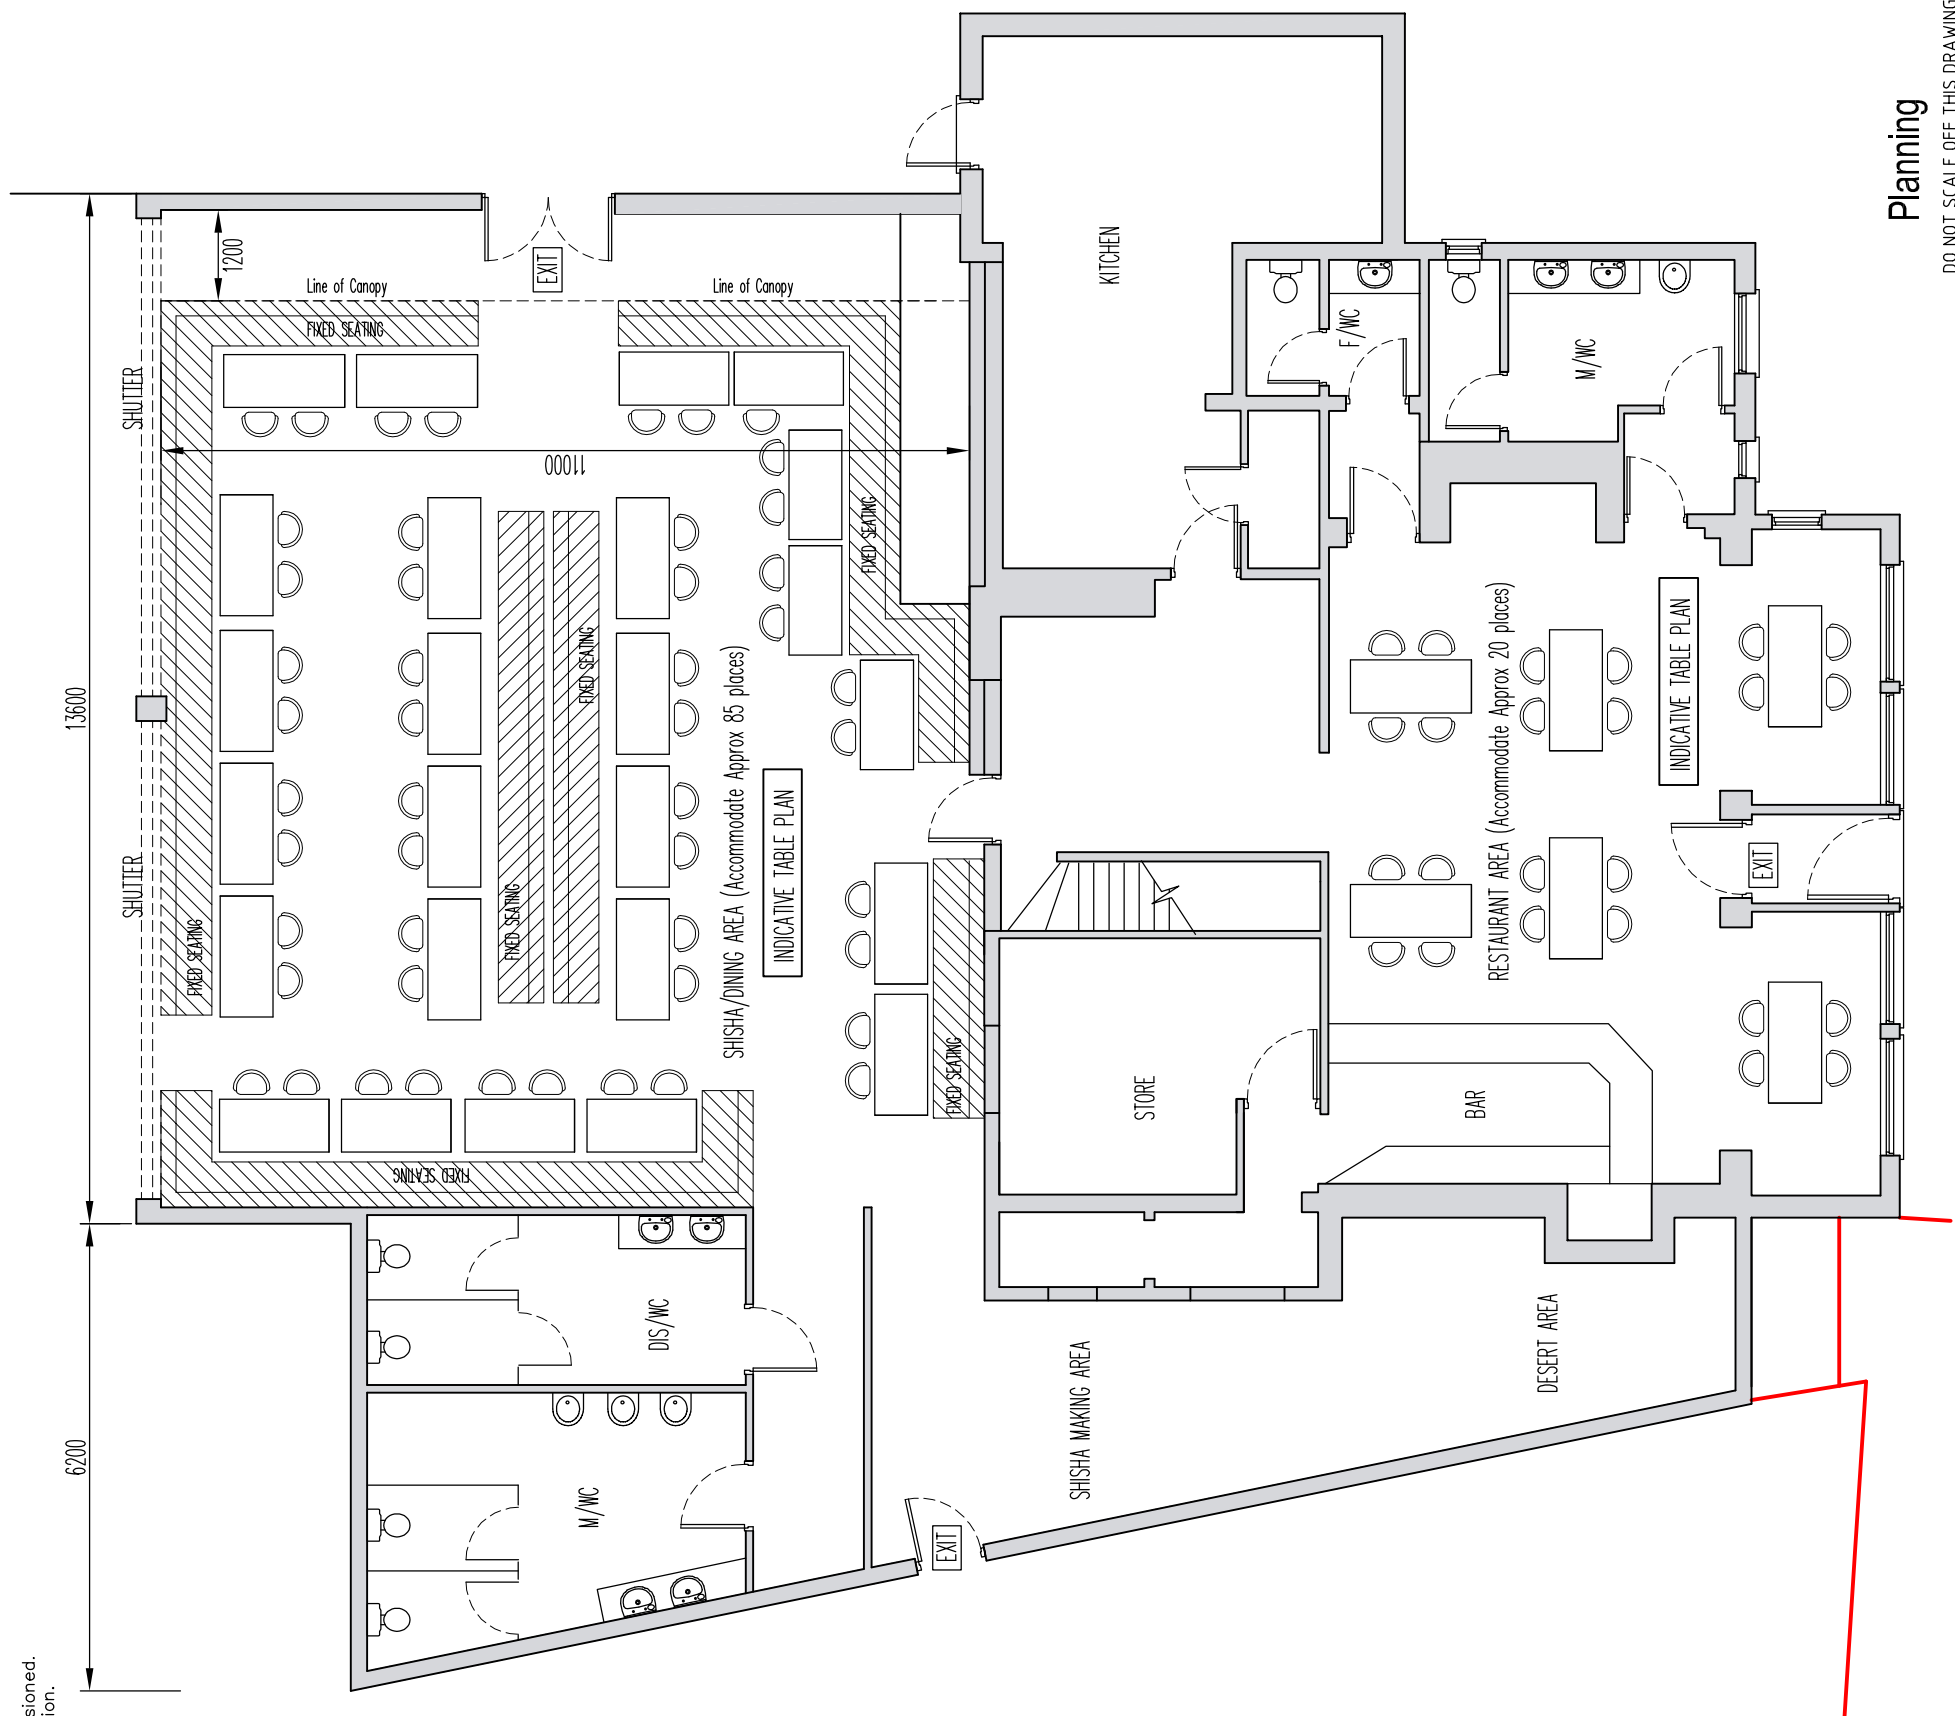 Planning
DO NOT SCALE OFF THIS DRAWING
13600
6200
1200
11000
SHUTTER
SHUTTER
Line of Canopy
Line of Canopy
EXIT
FIXED SEATING
FIXED SEATING
FIXED SEATING
FIXED SEATING
FIXED SEATING
FIXED SEATING
FIXED SEATING
SHISHA/DINING AREA (Accommodate Approx 85 places)
INDICATIVE TABLE PLAN
KITCHEN
F/WC
M/WC
RESTAURANT AREA (Accommodate Approx 20 places)
INDICATIVE TABLE PLAN
EXIT
STORE
BAR
DIS/WC
M/WC
SHISHA MAKING AREA
DESERT AREA
EXIT
sioned.
ion.